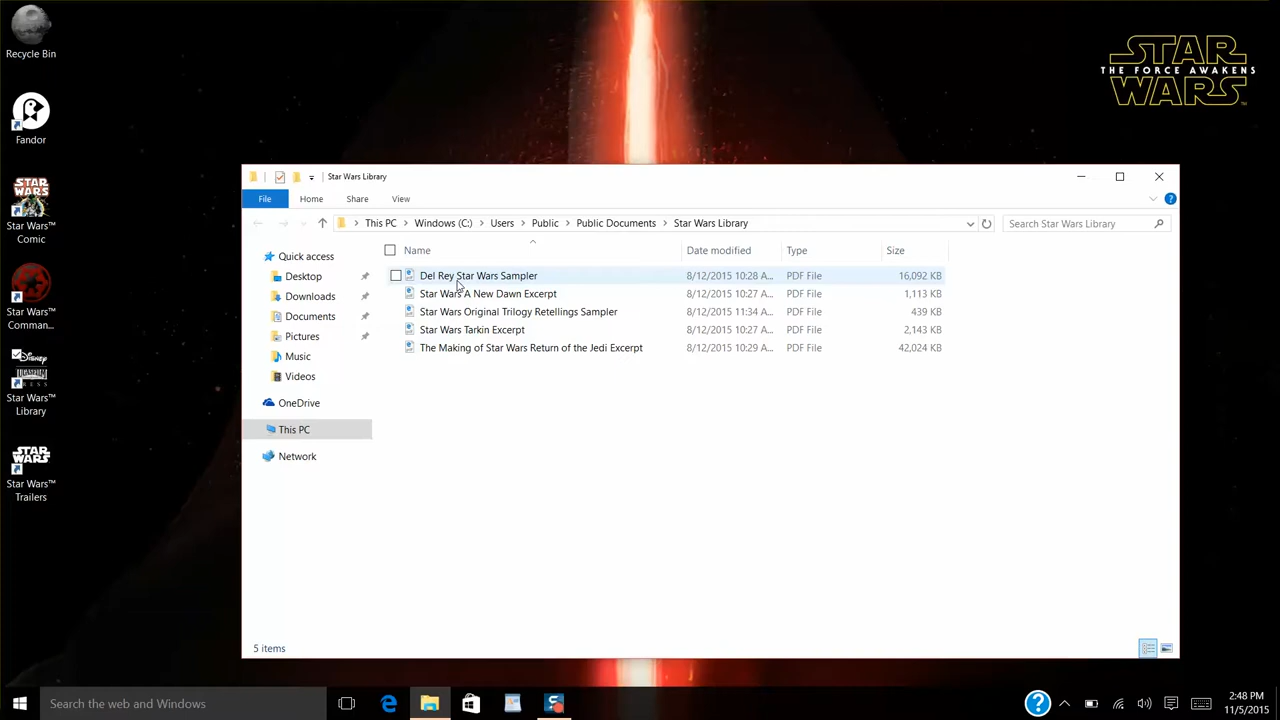 Recycle Bin
Fandor
STAR WARS
Star Wars™
Comic
Star Wars™
Comman...
Star Wars™
Library
STAR WARS
Star Wars™
Trailers
STAR
THE FORCE AWAKENS
WARS
Star Wars Library
File Home Share View
This PC Windows (C:) Users Public Public Documents Star Wars Library
Search Star Wars Library
Quick access
Desktop
Downloads
Documents
Pictures
Music
Videos
OneDrive
This PC
Network
Name Date modified Type Size
Del Rey Star Wars Sampler 8/12/2015 10:28 A... PDF File 16,092 KB
Star Wars A New Dawn Excerpt 8/12/2015 10:27 A... PDF File 1,113 KB
Star Wars Original Trilogy Retellings Sampler 8/12/2015 11:34 A... PDF File 439 KB
Star Wars Tarkin Excerpt 8/12/2015 10:27 A... PDF File 2,143 KB
The Making of Star Wars Return of the Jedi Excerpt 8/12/2015 10:29 A... PDF File 42,024 KB
5 items
Search the web and Windows
2:48 PM
11/5/2015